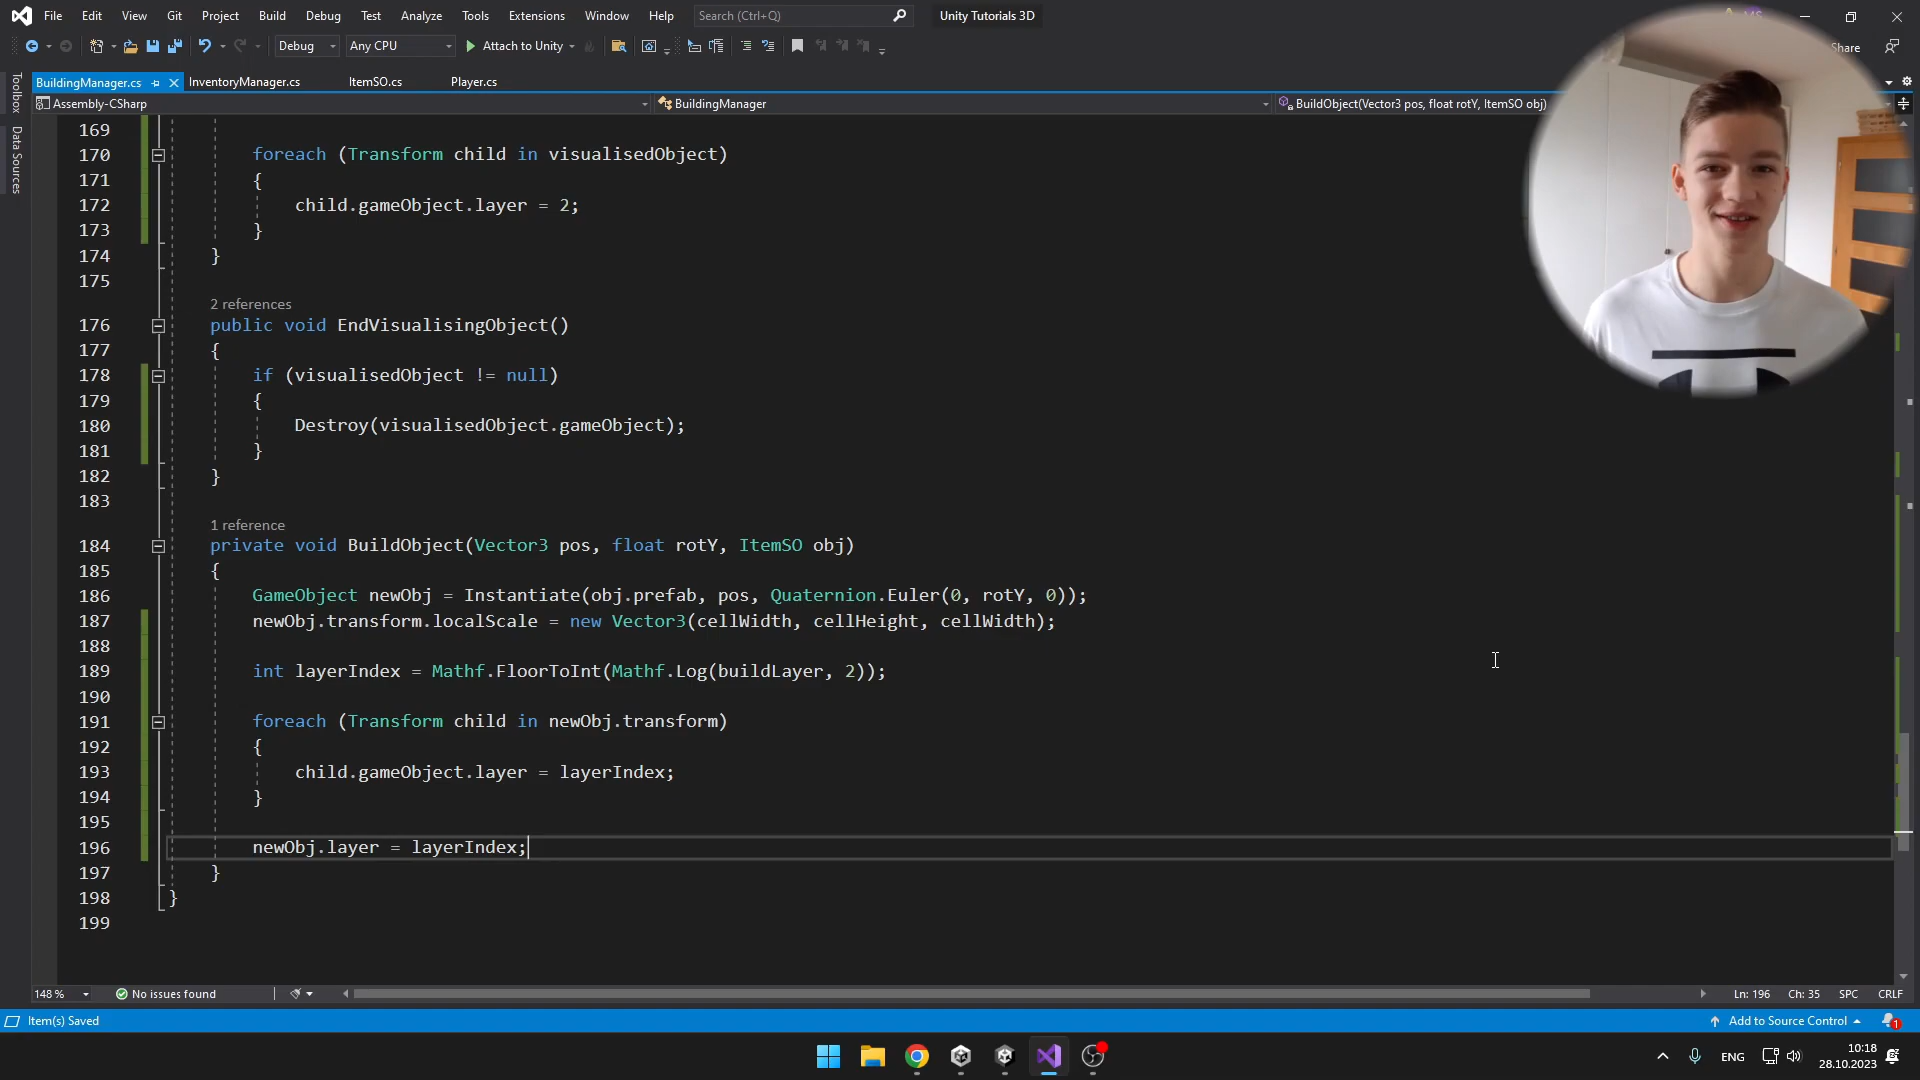 File Edit View Git Project Build Debug Test Analyze Tools Extensions Window Help Search (Ctrl+Q) Unity Tutorials 3D
Debug Any CPU Attach to Unity Share
Toolbox
Data Sources
BuildingManager.cs InventoryManager.cs ItemSO.cs Player.cs
Assembly-CSharp BuildingManager BuildObject(Vector3 pos, float rotY, ItemSO obj)
169
170 foreach (Transform child in visualisedObject)
171 {
172 child.gameObject.layer = 2;
173 }
174 }
175
2 references
176 public void EndVisualisingObject()
177 {
178 if (visualisedObject != null)
179 {
180 Destroy(visualisedObject.gameObject);
181 }
182 }
183
1 reference
184 private void BuildObject(Vector3 pos, float rotY, ItemSO obj)
185 {
186 GameObject newObj = Instantiate(obj.prefab, pos, Quaternion.Euler(0, rotY, 0));
187 newObj.transform.localScale = new Vector3(cellWidth, cellHeight, cellWidth);
188
189 int layerIndex = Mathf.FloorToInt(Mathf.Log(buildLayer, 2));
190
191 foreach (Transform child in newObj.transform)
192 {
193 child.gameObject.layer = layerIndex;
194 }
195
196 newObj.layer = layerIndex;
197 }
198 }
199
148 % No issues found Ln: 196 Ch: 35 SPC CRLF
Item(s) Saved Add to Source Control 1
ENG 10:18
28.10.2023